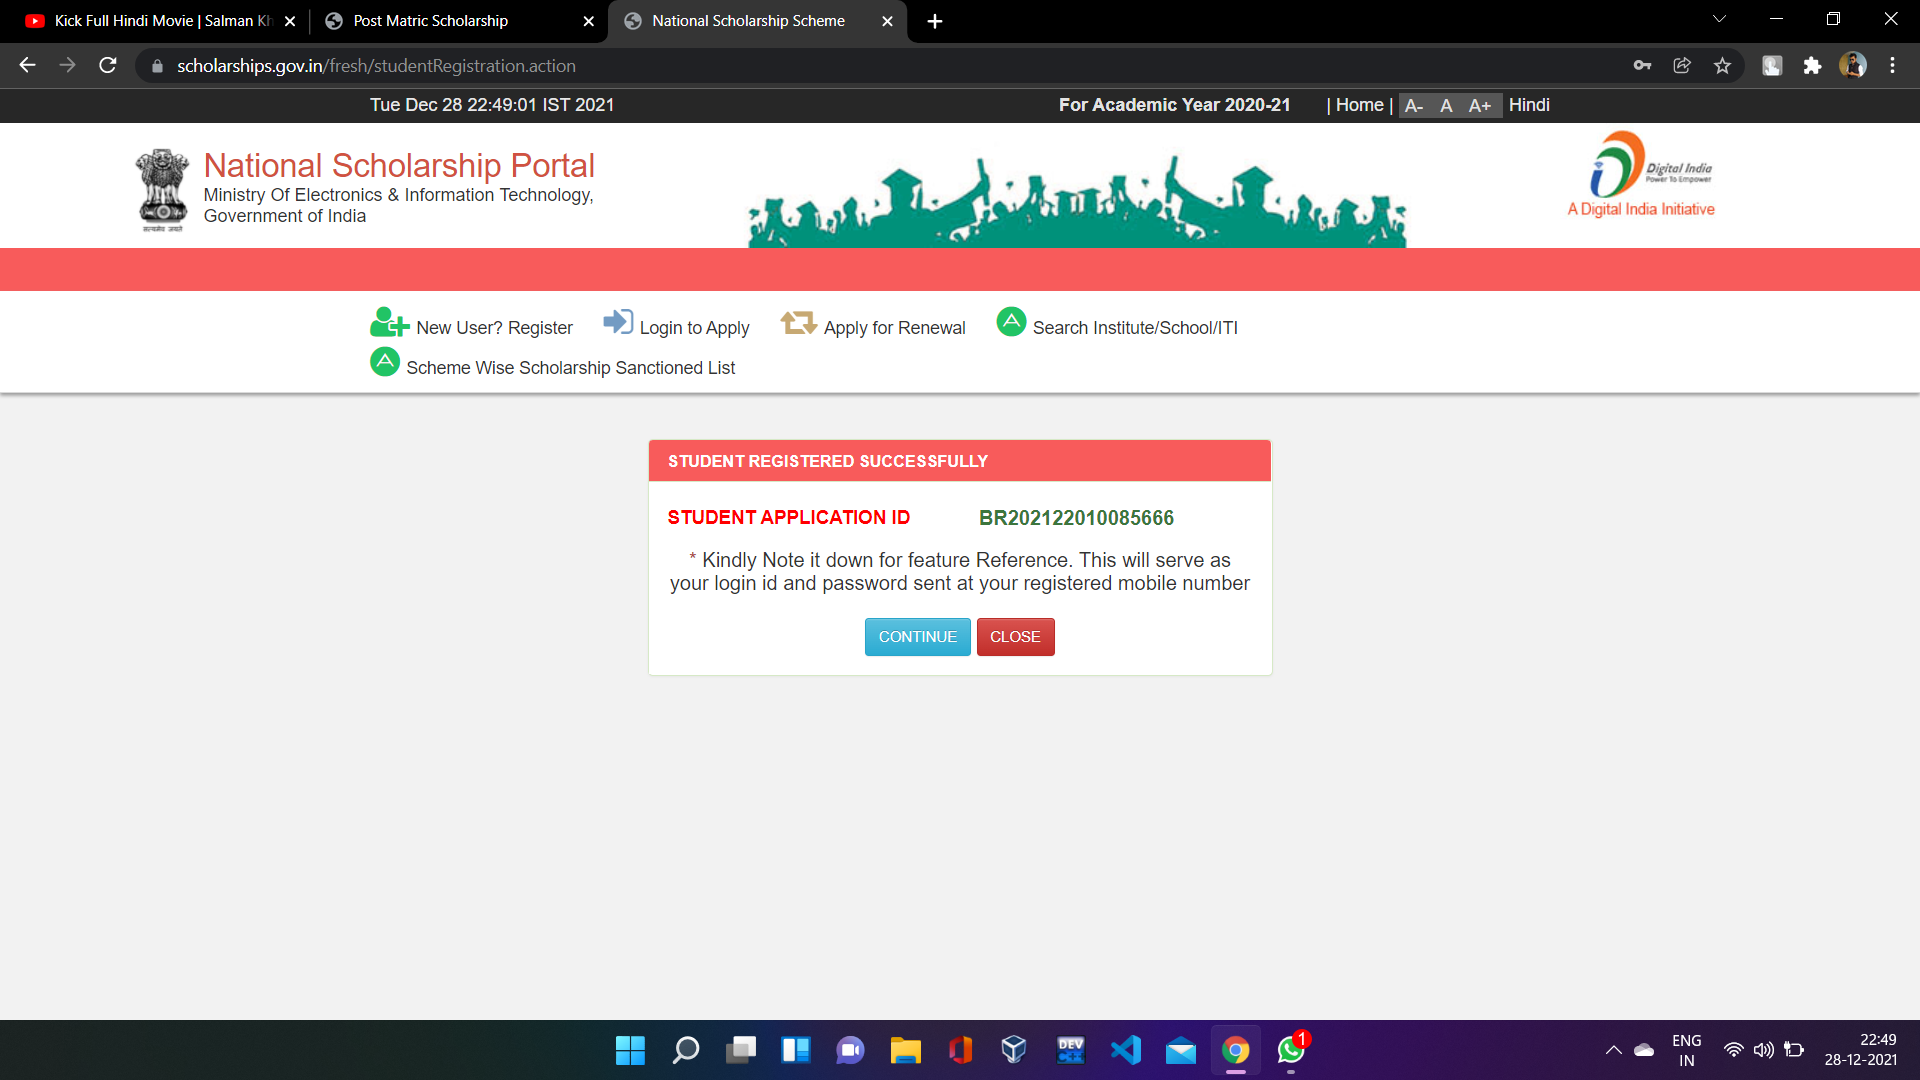 Kick Full Hindi Movie | Salman Kh
Post Matric Scholarship
National Scholarship Scheme
scholarships.gov.in/fresh/studentRegistration.action
Tue Dec 28 22:49:01 IST 2021
For Academic Year 2020-21
| Home | A- A A+ Hindi
National Scholarship Portal
Ministry Of Electronics & Information Technology,
Government of India
सत्यमेव जयते
Digital India
Power To Empower
A Digital India Initiative
New User? Register
Login to Apply
Apply for Renewal
Search Institute/School/ITI
Scheme Wise Scholarship Sanctioned List
STUDENT REGISTERED SUCCESSFULLY
STUDENT APPLICATION ID BR202122010085666
* Kindly Note it down for feature Reference. This will serve as
your login id and password sent at your registered mobile number
CONTINUE CLOSE
DEV
1
ENG
IN
22:49
28-12-2021